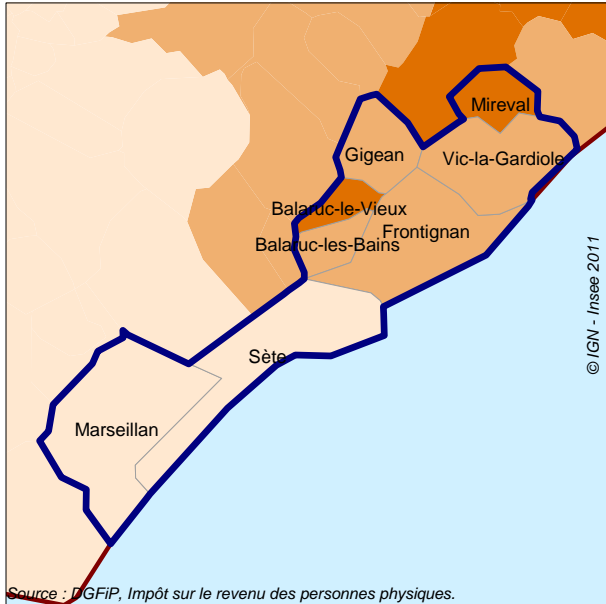 Mireval
Gigean
Vic-la-Gardiole
Balaruc-le-Vieux
Frontignan
Balaruc-les-Bains
Sète
Marseillan
© IGN - Insee 2011
Source : DGFiP, Impôt sur le revenu des personnes physiques.